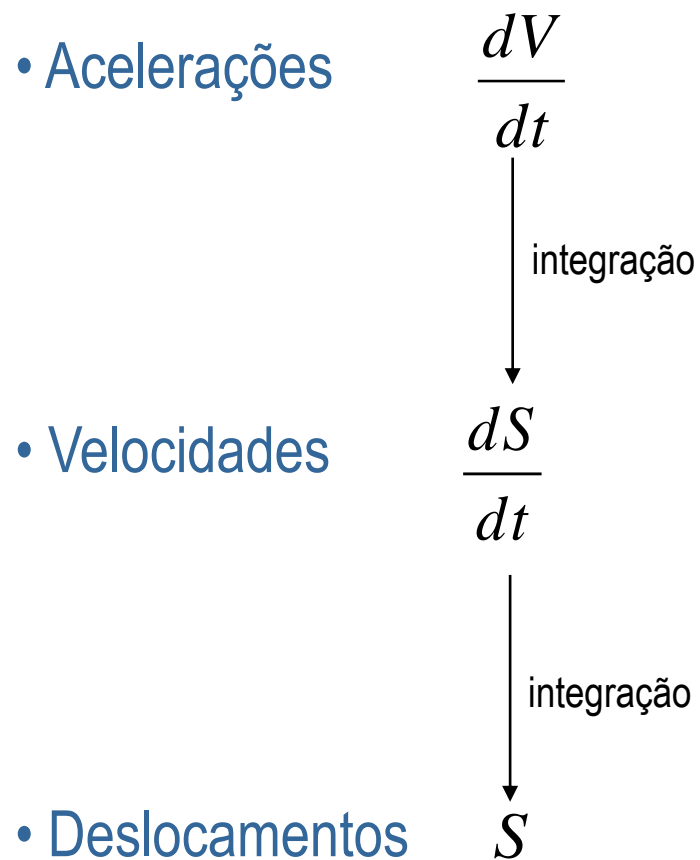 • Acelerações dV/dt
integração
• Velocidades dS/dt
integração
• Deslocamentos S